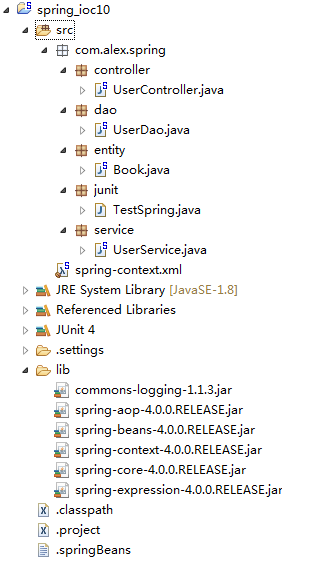 spring_ioc10
src
com.alex.spring
controller
UserController.java
dao
UserDao.java
entity
Book.java
junit
TestSpring.java
service
UserService.java
spring-context.xml
JRE System Library [JavaSE-1.8]
Referenced Libraries
JUnit 4
.settings
lib
commons-logging-1.1.3.jar
spring-aop-4.0.0.RELEASE.jar
spring-beans-4.0.0.RELEASE.jar
spring-context-4.0.0.RELEASE.jar
spring-core-4.0.0.RELEASE.jar
spring-expression-4.0.0.RELEASE.jar
.classpath
.project
.springBeans